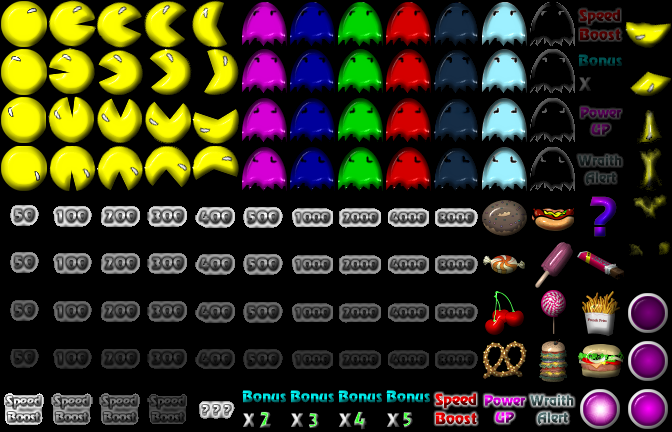 Speed
Boost
Bonus
X
Power
UP
Wraith
Alert
50 100 200 300 400 500 1000 2000 4000 8000 ?
50 100 200 300 400 500 1000 2000 4000 8000
50 100 200 300 400 500 1000 2000 4000 8000
French Fries
50 100 200 300 400 500 1000 2000 4000 8000
Speed Speed Speed Speed ??? Bonus Bonus Bonus Bonus Speed Power Wraith
Boost Boost Boost Boost X 2 X 3 X 4 X 5 Boost UP Alert